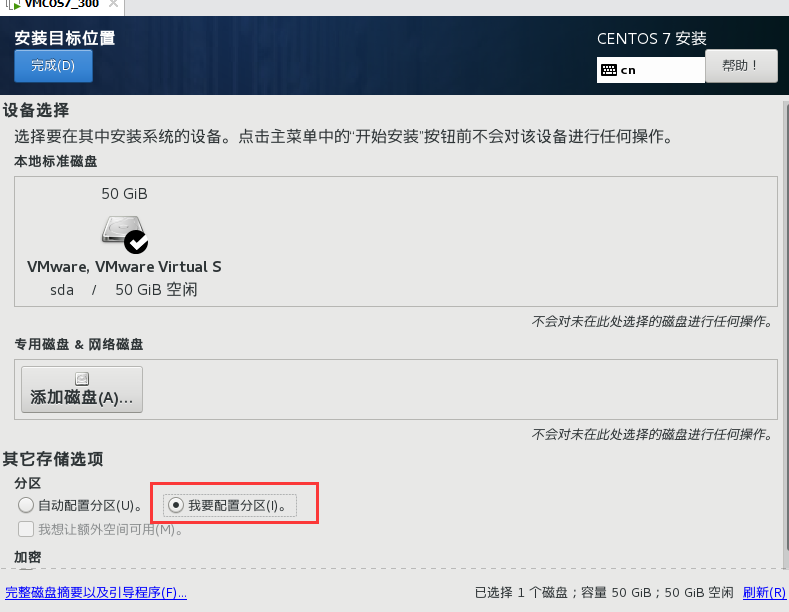 VMCOS7_300
安装目标位置
CENTOS 7 安装
完成(D)
cn
帮助！
设备选择
选择要在其中安装系统的设备。点击主菜单中的“开始安装”按钮前不会对该设备进行任何操作。
本地标准磁盘
50 GiB
VMware, VMware Virtual S
sda / 50 GiB 空闲
不会对未在此处选择的磁盘进行任何操作。
专用磁盘 & 网络磁盘
添加磁盘(A)...
不会对未在此处选择的磁盘进行任何操作。
其它存储选项
分区
自动配置分区(U)。 我要配置分区(I)。
我想让额外空间可用(M)。
加密
完整磁盘摘要以及引导程序(F)... 已选择 1 个磁盘；容量 50 GiB；50 GiB 空闲 刷新(R)